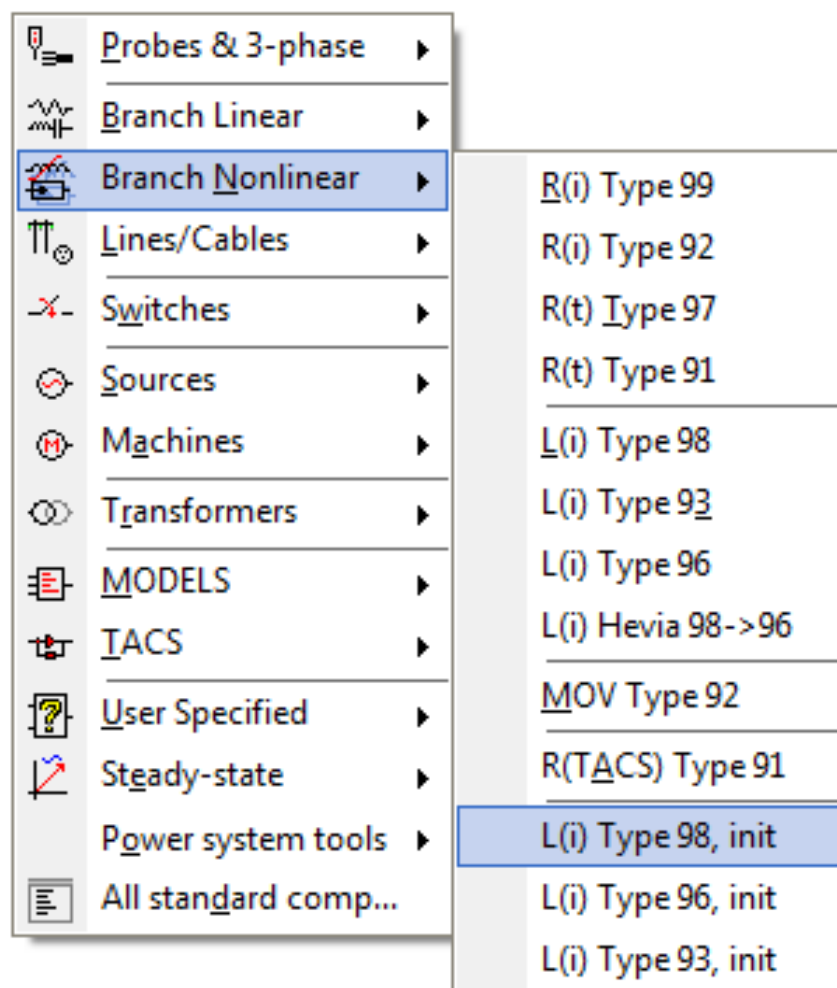 Probes & 3-phase
Branch Linear
Branch Nonlinear
Lines/Cables
Switches
Sources
Machines
Transformers
MODELS
TACS
User Specified
Steady-state
Power system tools
All standard comp...
R(i) Type 99
R(i) Type 92
R(t) Type 97
R(t) Type 91
L(i) Type 98
L(i) Type 93
L(i) Type 96
L(i) Hevia 98->96
MOV Type 92
R(TACS) Type 91
L(i) Type 98, init
L(i) Type 96, init
L(i) Type 93, init